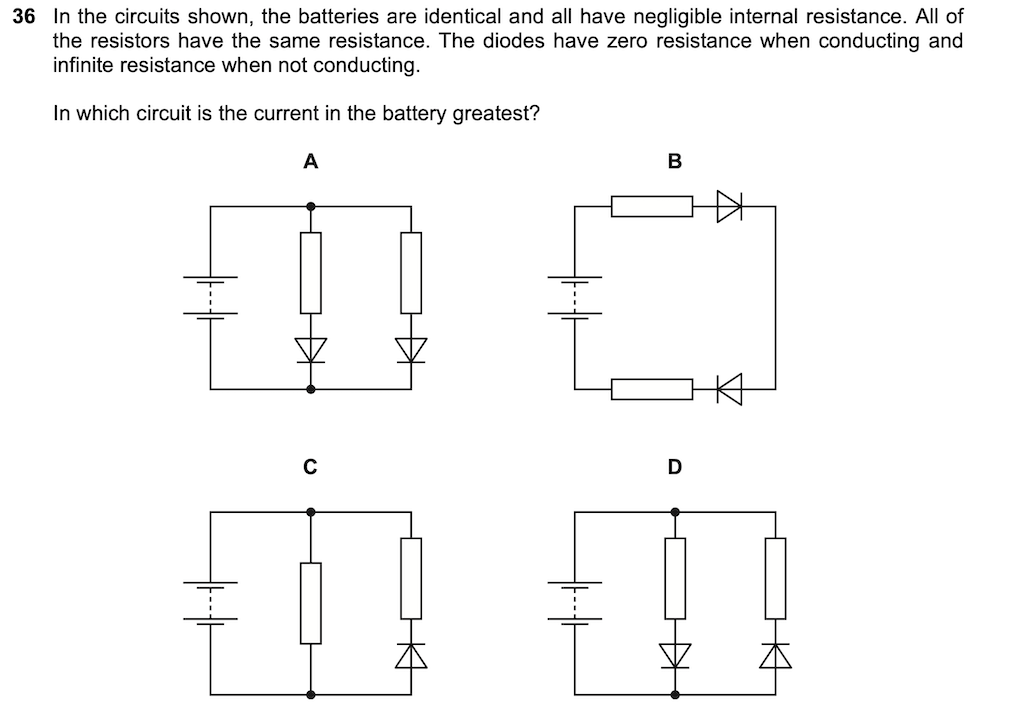 36 In the circuits shown, the batteries are identical and all have negligible internal resistance. All of
the resistors have the same resistance. The diodes have zero resistance when conducting and
infinite resistance when not conducting.
In which circuit is the current in the battery greatest?
A
B
C
D